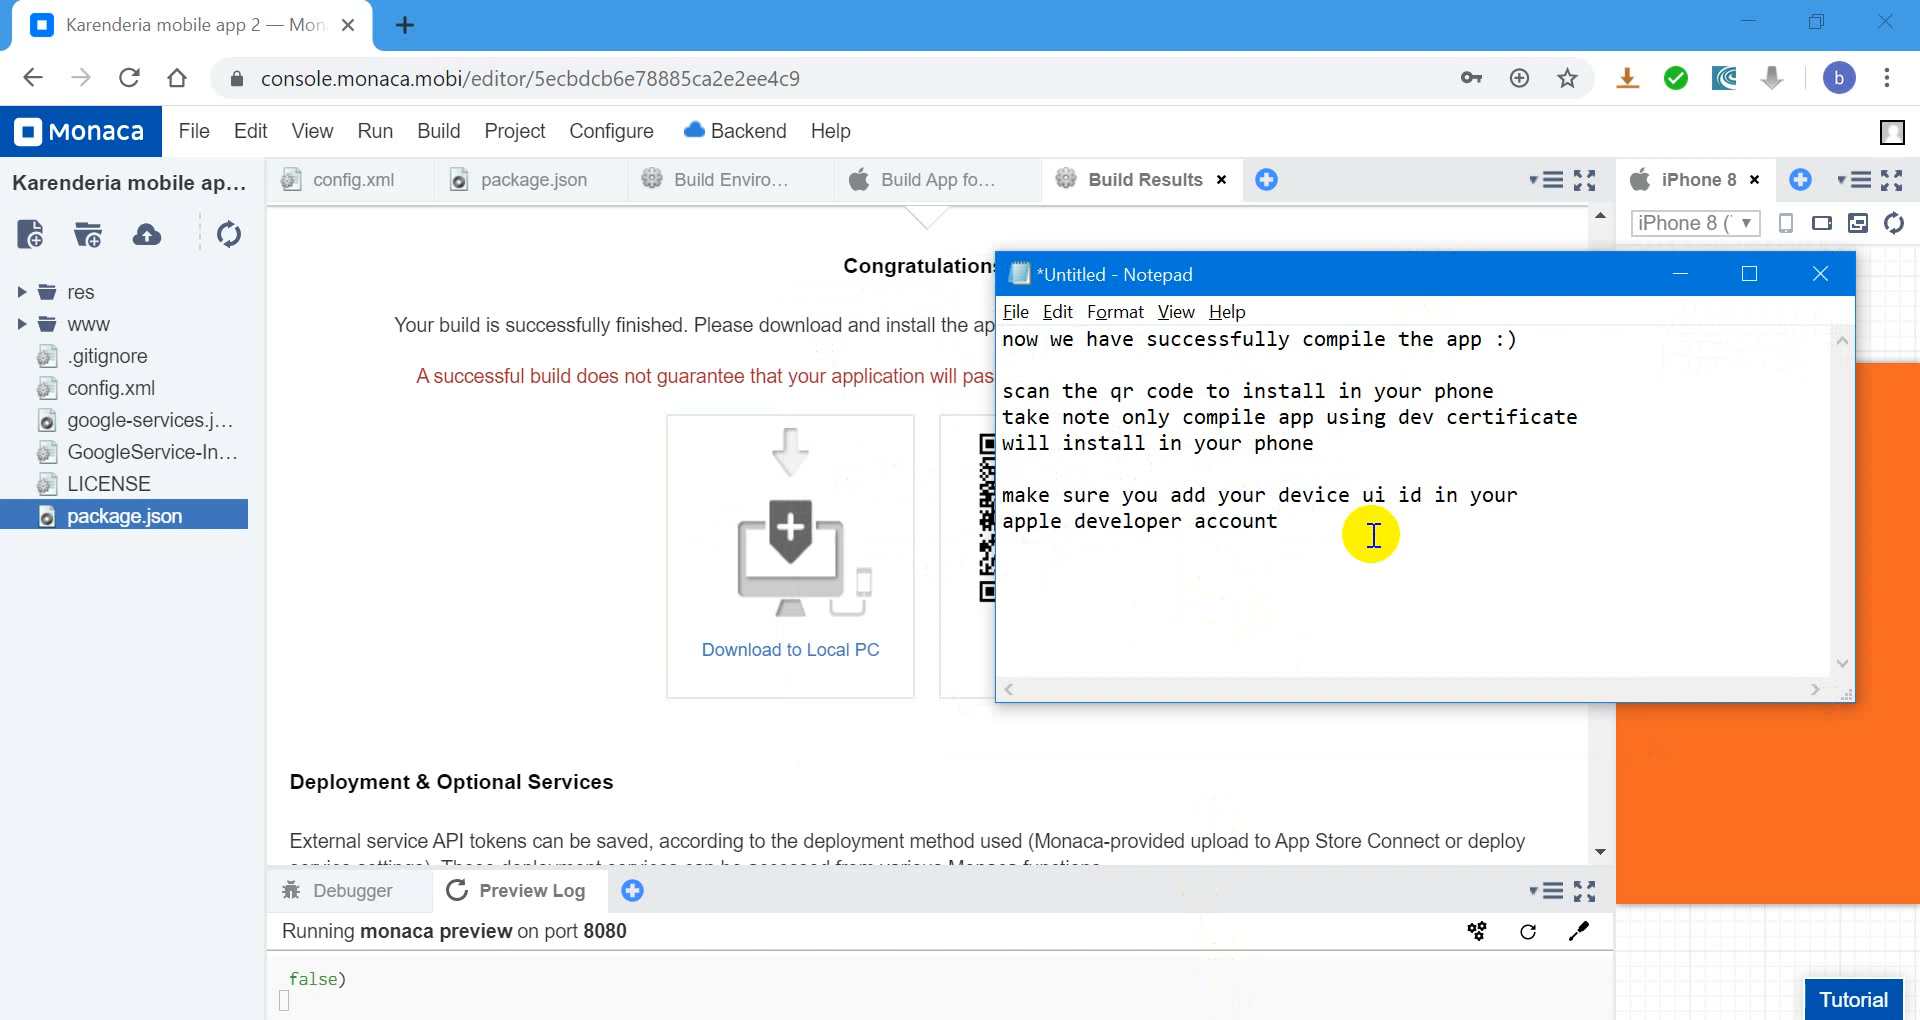 Karenderia mobile app 2 — Mon
console.monaca.mobi/editor/5ecbdcb6e78885ca2e2ee4c9
b
Monaca File Edit View Run Build Project Configure Backend Help
Karenderia mobile ap...
config.xml package.json Build Enviro... Build App fo... Build Results
iPhone 8
iPhone 8 (
res
www
.gitignore
config.xml
google-services.j...
GoogleService-In...
LICENSE
package.json
Congratulations
Your build is successfully finished. Please download and install the ap
A successful build does not guarantee that your application will pas
Download to Local PC
*Untitled - Notepad
File Edit Format View Help
now we have successfully compile the app :)
scan the qr code to install in your phone
take note only compile app using dev certificate
will install in your phone
make sure you add your device ui id in your
apple developer account
Deployment & Optional Services
External service API tokens can be saved, according to the deployment method used (Monaca-provided upload to App Store Connect or deploy
Debugger Preview Log
Running monaca preview on port 8080
false)
Tutorial